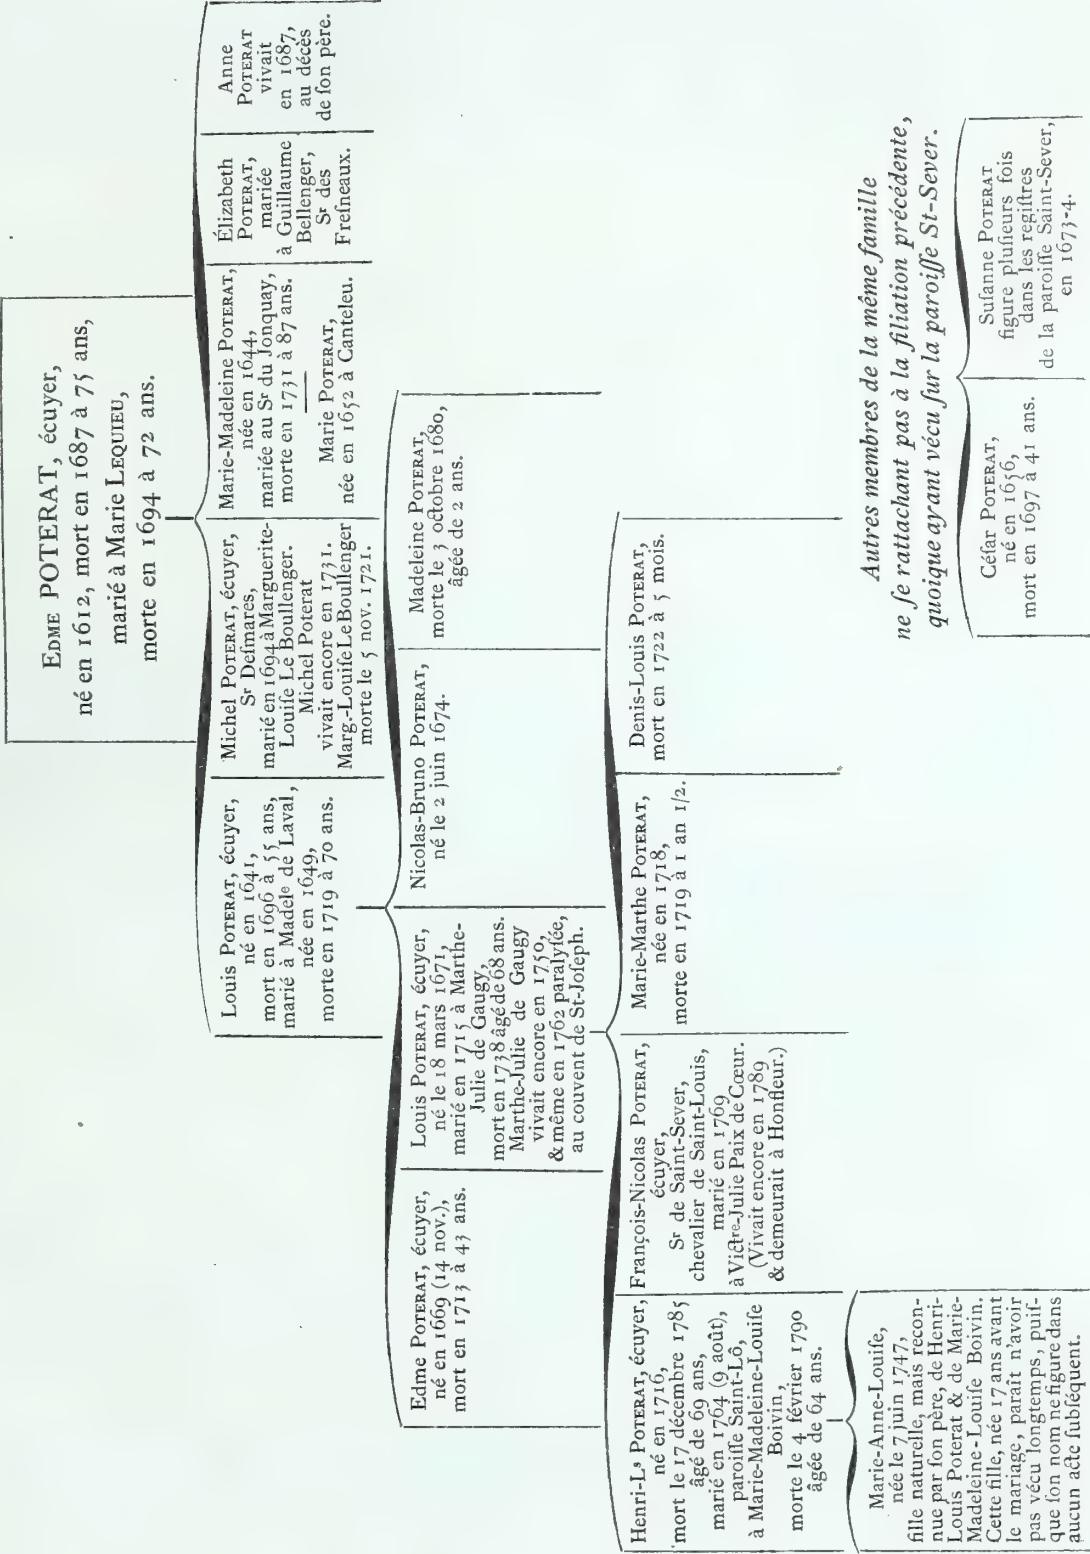 EDME POTERAT, écuyer,
né en 1612, mort en 1687 à 75 ans,
marié à Marie LEQUIEU,
morte en 1694 à 72 ans.
Louis POTERAT, écuyer,
né en 1641,
mort en 1696 à 55 ans,
marié à Madelᵉ de Laval,
née en 1649,
morte en 1719 à 70 ans.
Michel POTERAT, écuyer,
Sʳ Deſmares,
marié en 1694 à Marguerite-
Louiſe Le Boullenger.
Michel Poterat
vivait encore en 1731.
Marg.-Louiſe Le Boullenger
morte le 5 nov. 1721.
Marie-Madeleine POTERAT,
née en 1644,
mariée au Sʳ du Jonquay,
morte en 1731 à 87 ans.
Marie POTERAT,
née en 1652 à Canteleu.
Élizabeth
POTERAT,
mariée
à Guillaume
Bellenger,
Sʳ des
Freſneaux.
Anne
POTERAT
vivait
en 1687,
au décès
de ſon père.
Edme POTERAT, écuyer,
né en 1669 (14 nov.),
mort en 1713 à 43 ans.
Louis POTERAT, écuyer,
né le 18 mars 1671,
marié en 1715 à Marthe-
Julie de Gaugy,
mort en 1738 âgé de 68 ans.
Marthe-Julie de Gaugy
vivait encore en 1750,
& même en 1762 paralyſée,
au couvent de St-Joſeph.
Nicolas-Bruno POTERAT,
né le 2 juin 1674.
Madeleine POTERAT,
morte le 3 octobre 1680,
âgée de 2 ans.
Henri-Lˢ POTERAT, écuyer,
né en 1716,
mort le 17 décembre 1785
âgé de 69 ans,
marié en 1764 (9 août),
paroiſſe Saint-Lô,
à Marie-Madeleine-Louiſe
Boivin,
morte le 4 février 1790
âgée de 64 ans.
François-Nicolas POTERAT,
écuyer,
Sʳ de Saint-Sever,
chevalier de Saint-Louis,
marié en 1769
à Victʳᵉ-Julie Paix de Cœur.
(Vivait encore en 1789
& demeurait à Honfleur.)
Marie-Marthe POTERAT,
née en 1718,
morte en 1719 à 1 an 1/2.
Denis-Louis POTERAT,
mort en 1722 à 5 mois.
Marie-Anne-Louiſe,
née le 7 juin 1747,
fille naturelle, mais recon-
nue par ſon père, de Henri-
Louis Poterat & de Marie-
Madeleine-Louiſe Boivin.
Cette fille, née 17 ans avant
le mariage, paraît n'avoir
pas vécu longtemps, puiſ-
que ſon nom ne figure dans
aucun acte ſubſéquent.
Autres membres de la même famille
ne ſe rattachant pas à la filiation précédente,
quoique ayant vécu ſur la paroiſſe St-Sever.
Céſar POTERAT,
né en 1656,
mort en 1697 à 41 ans.
Suſanne POTERAT
figure pluſieurs fois
dans les regiſtres
de la paroiſſe Saint-Sever,
en 1673-4.